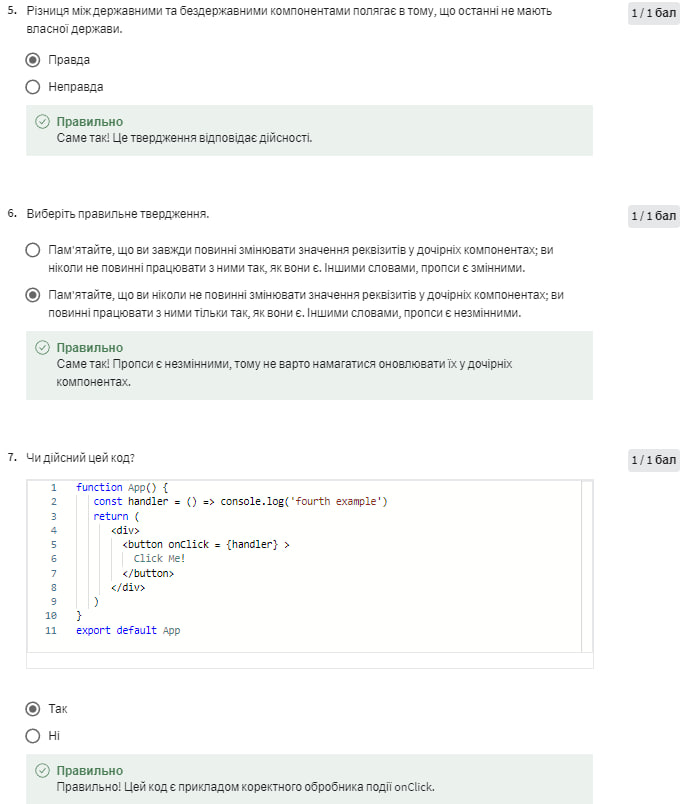 5. Різниця між державними та бездержавними компонентами полягає в тому, що останні не мають
власної держави.
1 / 1 бал
Правда
Неправда
Правильно
Саме так! Це твердження відповідає дійсності.
6. Виберіть правильне твердження.
1 / 1 бал
Пам'ятайте, що ви завжди повинні змінювати значення реквізитів у дочірніх компонентах; ви
ніколи не повинні працювати з ними так, як вони є. Іншими словами, пропси є змінними.
Пам'ятайте, що ви ніколи не повинні змінювати значення реквізитів у дочірніх компонентах; ви
повинні працювати з ними тільки так, як вони є. Іншими словами, пропси є незмінними.
Правильно
Саме так! Пропси є незмінними, тому не варто намагатися оновлювати їх у дочірніх
компонентах.
7. Чи дійсний цей код?
1 / 1 бал
1 function App() {
2 const handler = () => console.log('fourth example')
3 return (
4 <div>
5 <button onClick = {handler} >
6 Click Me!
7 </button>
8 </div>
9 )
10 }
11 export default App
Так
Ні
Правильно
Правильно! Цей код є прикладом коректного обробника події onClick.